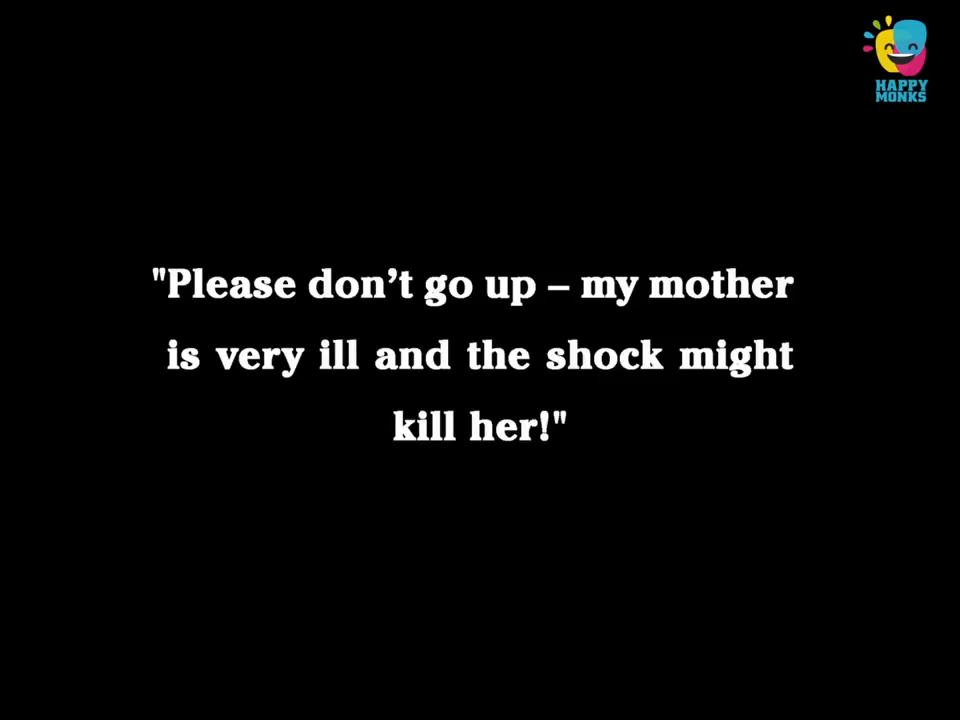 HAPPY
MONKS
"Please don’t go up – my mother
is very ill and the shock might
kill her!"